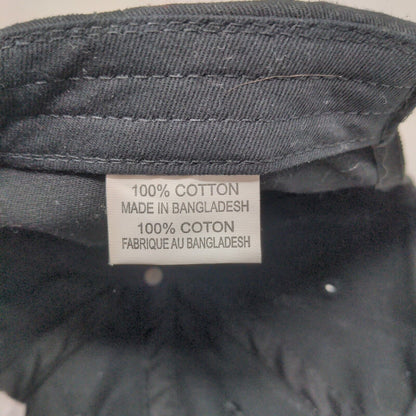 100% COTTON
MADE IN BANGLADESH
100% COTON
FABRIQUE AU BANGLADESH